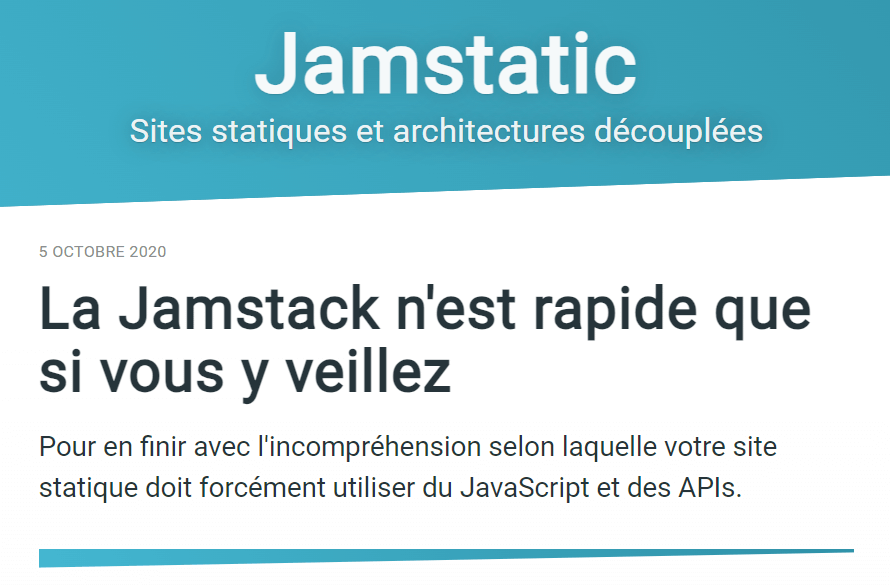 Jamstatic
Sites statiques et architectures découplées
5 OCTOBRE 2020
La Jamstack n'est rapide que
si vous y veillez
Pour en finir avec l'incompréhension selon laquelle votre site
statique doit forcément utiliser du JavaScript et des APIs.